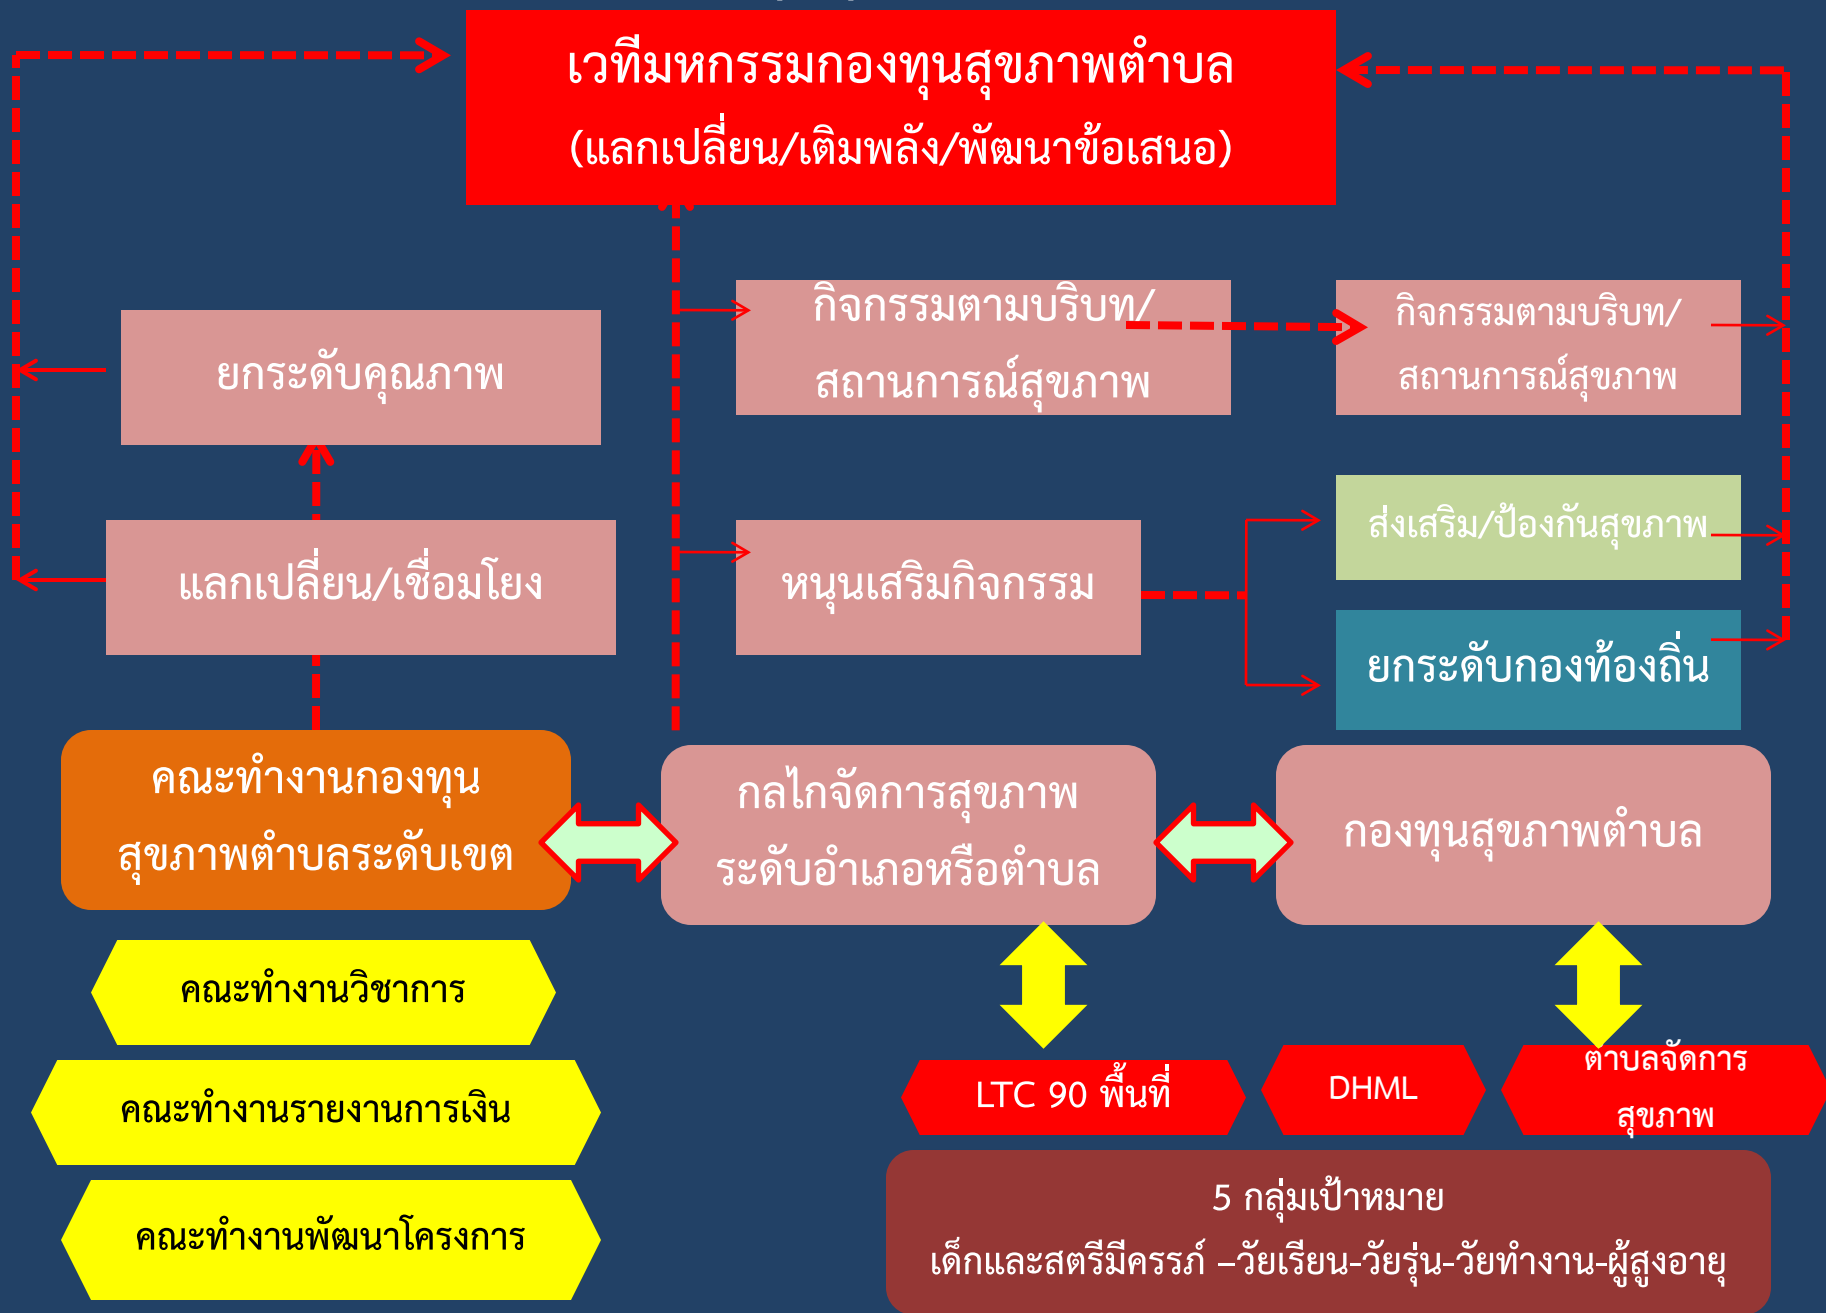 เวทีมหกรรมกองทุนสุขภาพตำบล
(แลกเปลี่ยน/เติมพลัง/พัฒนาข้อเสนอ)
ยกระดับคุณภาพ
กิจกรรมตามบริบท/
สถานการณ์สุขภาพ
กิจกรรมตามบริบท/
สถานการณ์สุขภาพ
แลกเปลี่ยน/เชื่อมโยง
หนุนเสริมกิจกรรม
ส่งเสริม/ป้องกันสุขภาพ
ยกระดับกองท้องถิ่น
คณะทำงานกองทุน
สุขภาพตำบลระดับเขต
กลไกจัดการสุขภาพ
ระดับอำเภอหรือตำบล
กองทุนสุขภาพตำบล
คณะทำงานวิชาการ
คณะทำงานรายงานการเงิน
คณะทำงานพัฒนาโครงการ
LTC 90 พื้นที่
DHML
ตาบลจัดการ
สุขภาพ
5 กลุ่มเป้าหมาย
เด็กและสตรีมีครรภ์ –วัยเรียน-วัยรุ่น-วัยทำงาน-ผู้สูงอายุ